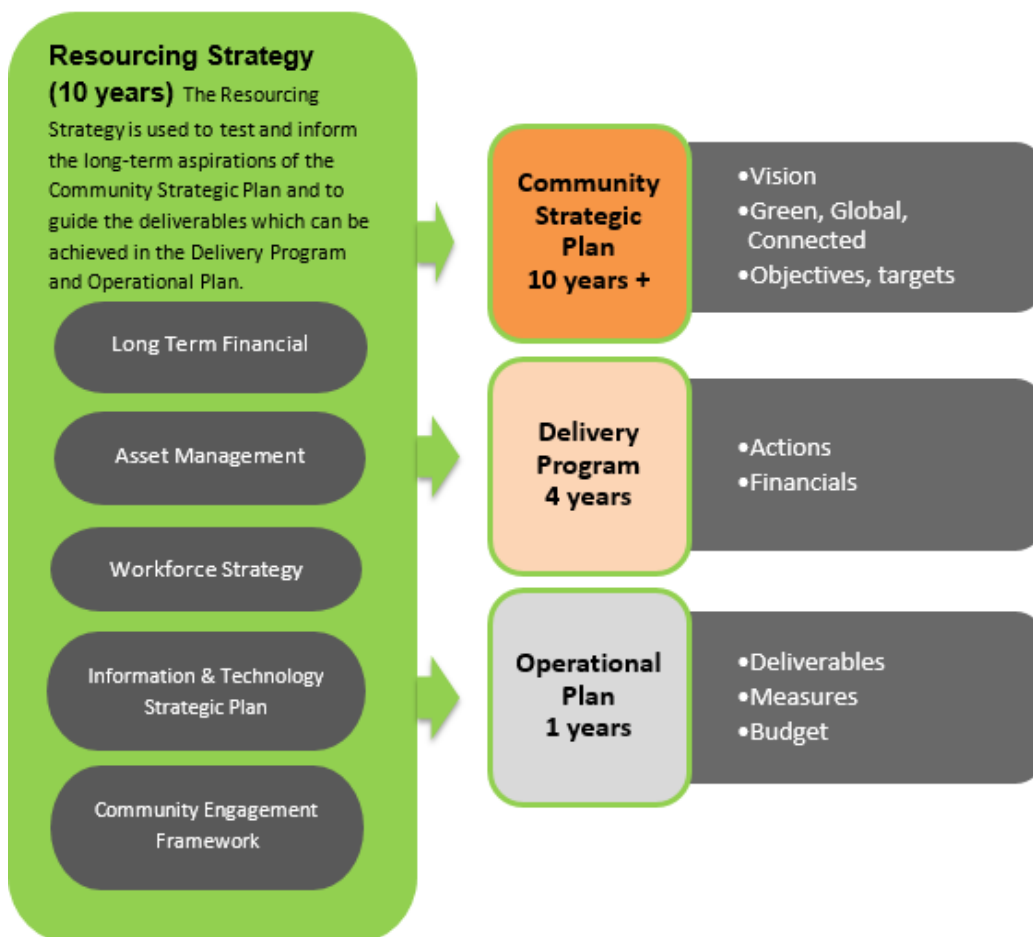 Resourcing Strategy
(10 years) The Resourcing
Strategy is used to test and inform
the long-term aspirations of the
Community Strategic Plan and to
guide the deliverables which can be
achieved in the Delivery Program
and Operational Plan.
Long Term Financial
Asset Management
Workforce Strategy
Information & Technology
Strategic Plan
Community Engagement
Framework
Community
Strategic
Plan
10 years +
•Vision
•Green, Global,
Connected
•Objectives, targets
Delivery
Program
4 years
•Actions
•Financials
Operational
Plan
1 years
•Deliverables
•Measures
•Budget